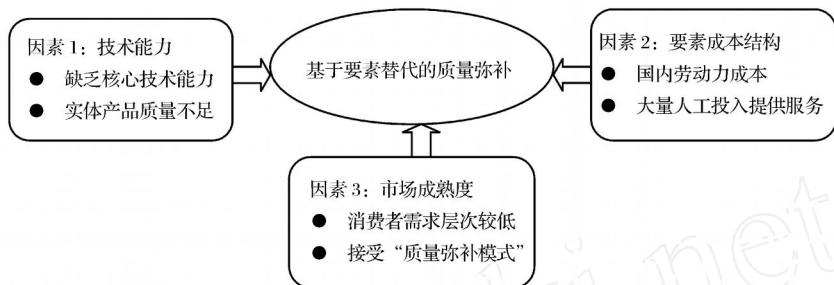 因素1：技术能力
● 缺乏核心技术能力
● 实体产品质量不足
基于要素替代的质量弥补
因素2：要素成本结构
● 国内劳动力成本
● 大量人工投入提供服务
因素3：市场成熟度
● 消费者需求层次较低
● 接受“质量弥补模式”